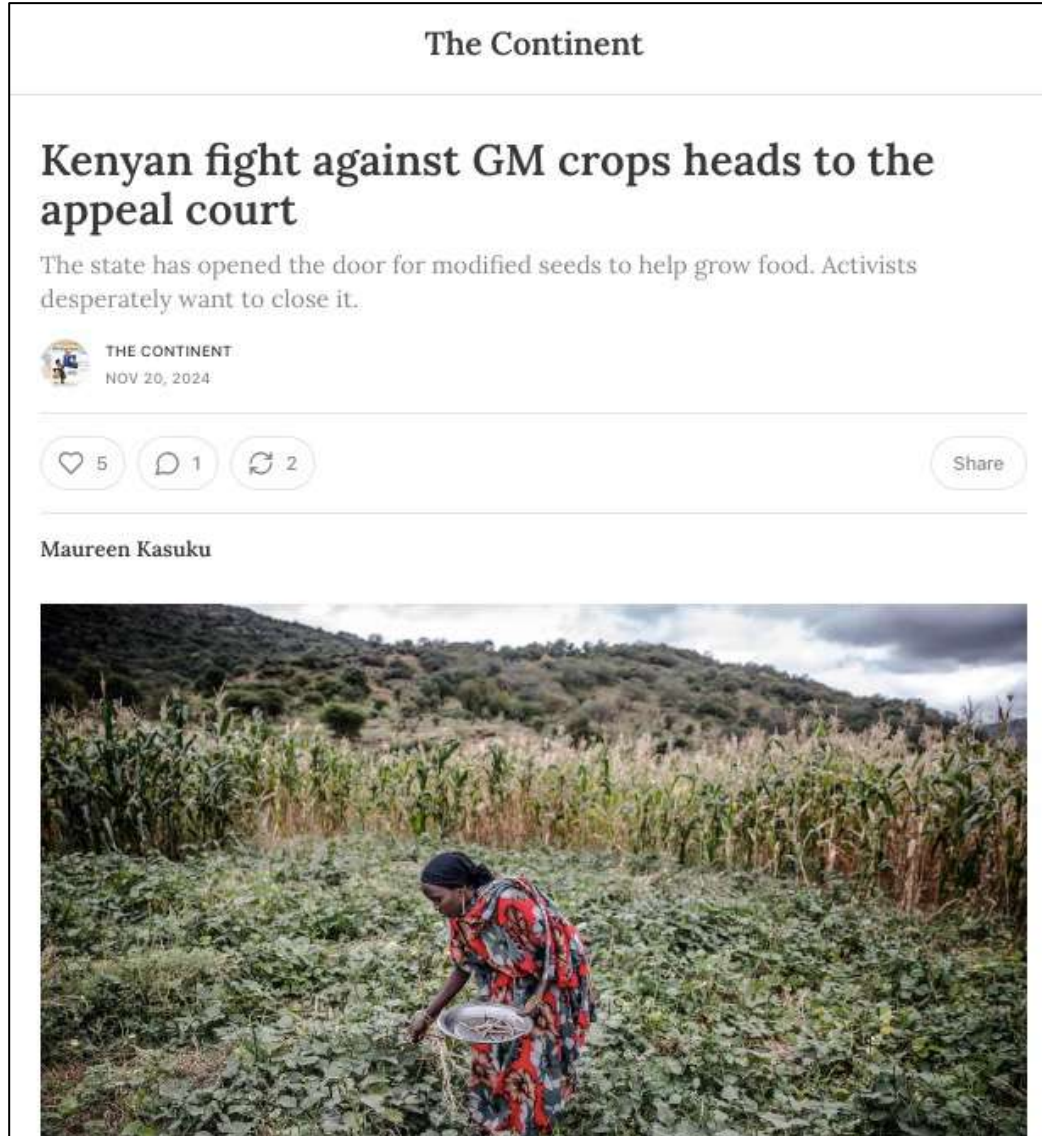 The Continent
Kenyan fight against GM crops heads to the
appeal court
The state has opened the door for modified seeds to help grow food. Activists
desperately want to close it.
THE CONTINENT
NOV 20, 2024
5 1 2 Share
Maureen Kasuku